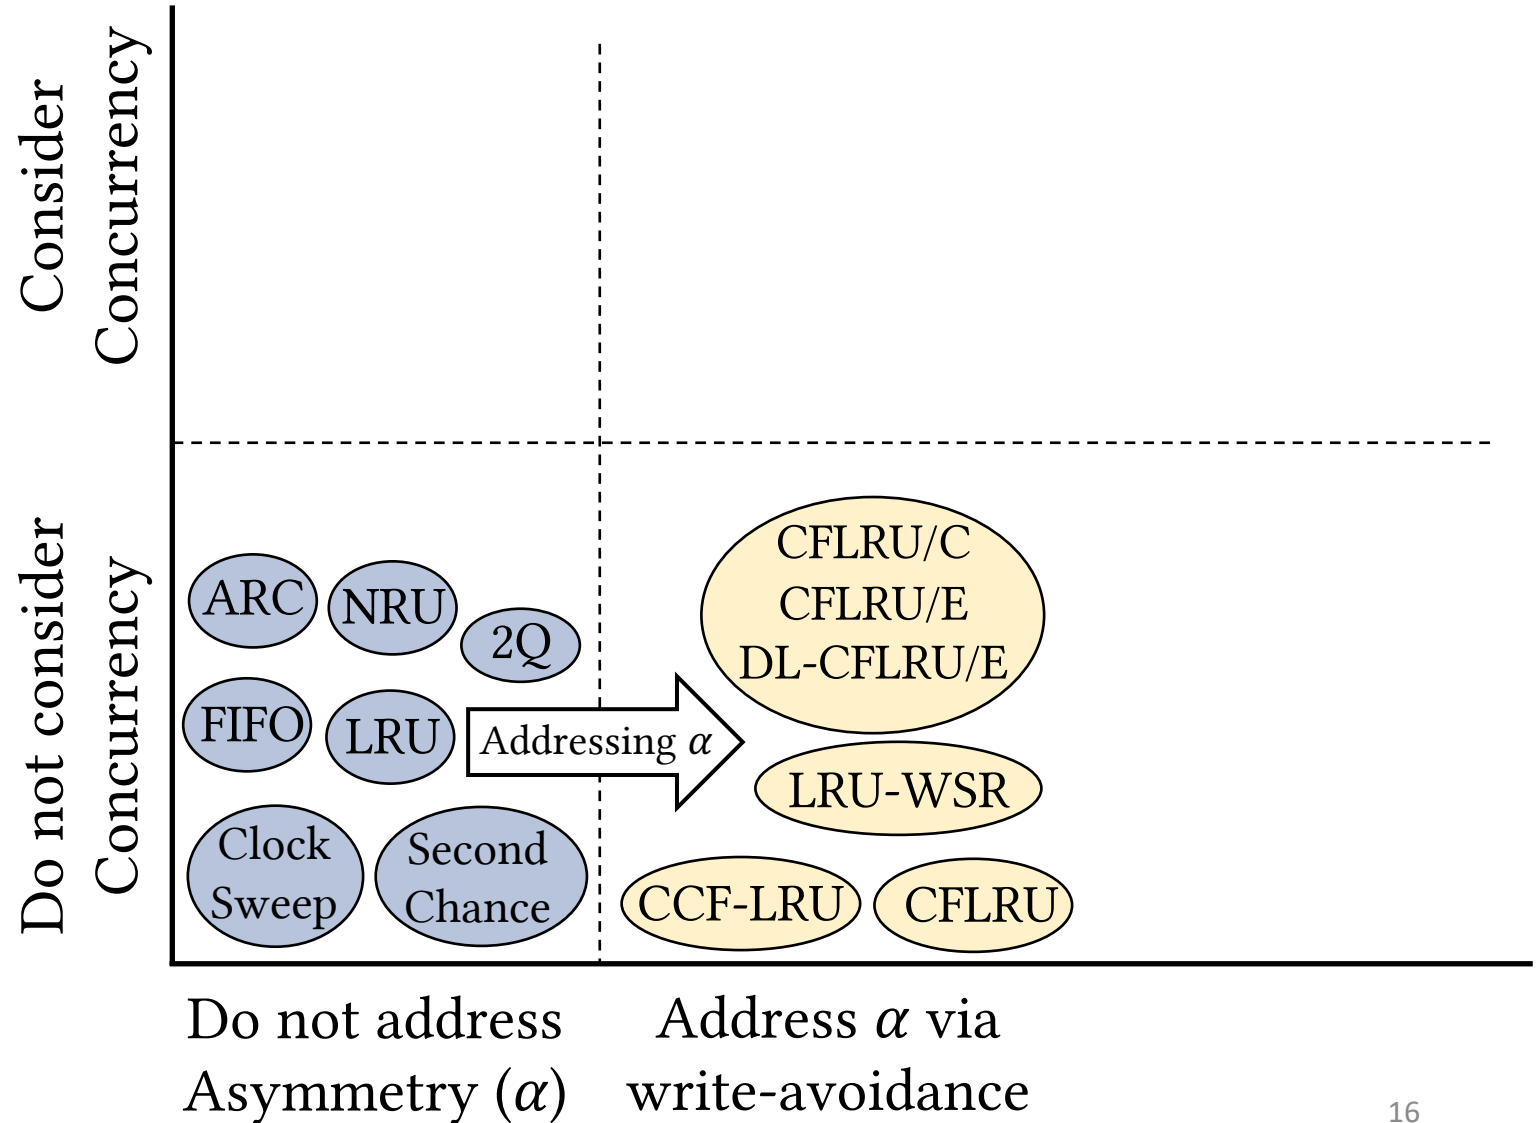 Consider
Concurrency
Do not consider
Concurrency
ARC
NRU
2Q
FIFO
LRU
Addressing α
Clock
Sweep
Second
Chance
CFLRU/C
CFLRU/E
DL-CFLRU/E
LRU-WSR
CCF-LRU
CFLRU
Do not address
Asymmetry (α)
Address α via
write-avoidance
16